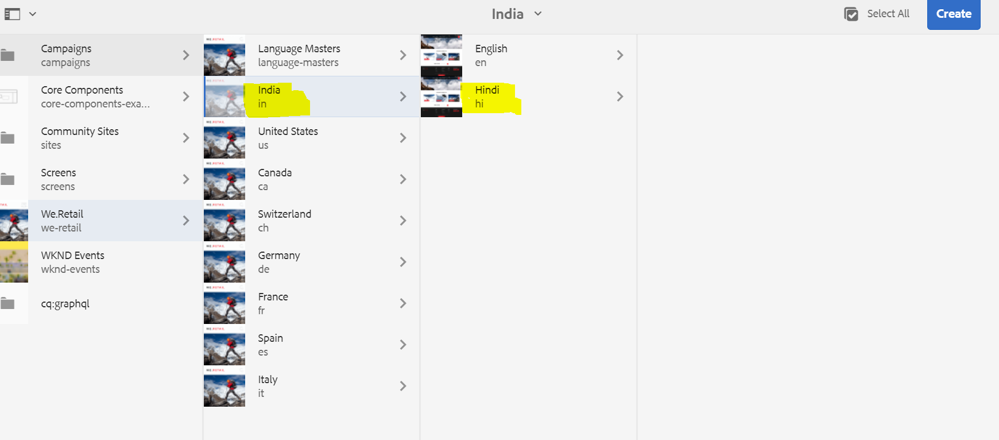 India
Select All
Create
Campaigns
campaigns
Core Components
core-components-exa...
Community Sites
sites
Screens
screens
We.Retail
we-retail
WKND Events
wknd-events
cq:graphql
Language Masters
language-masters
India
in
United States
us
Canada
ca
Switzerland
ch
Germany
de
France
fr
Spain
es
Italy
it
English
en
Hindi
hi